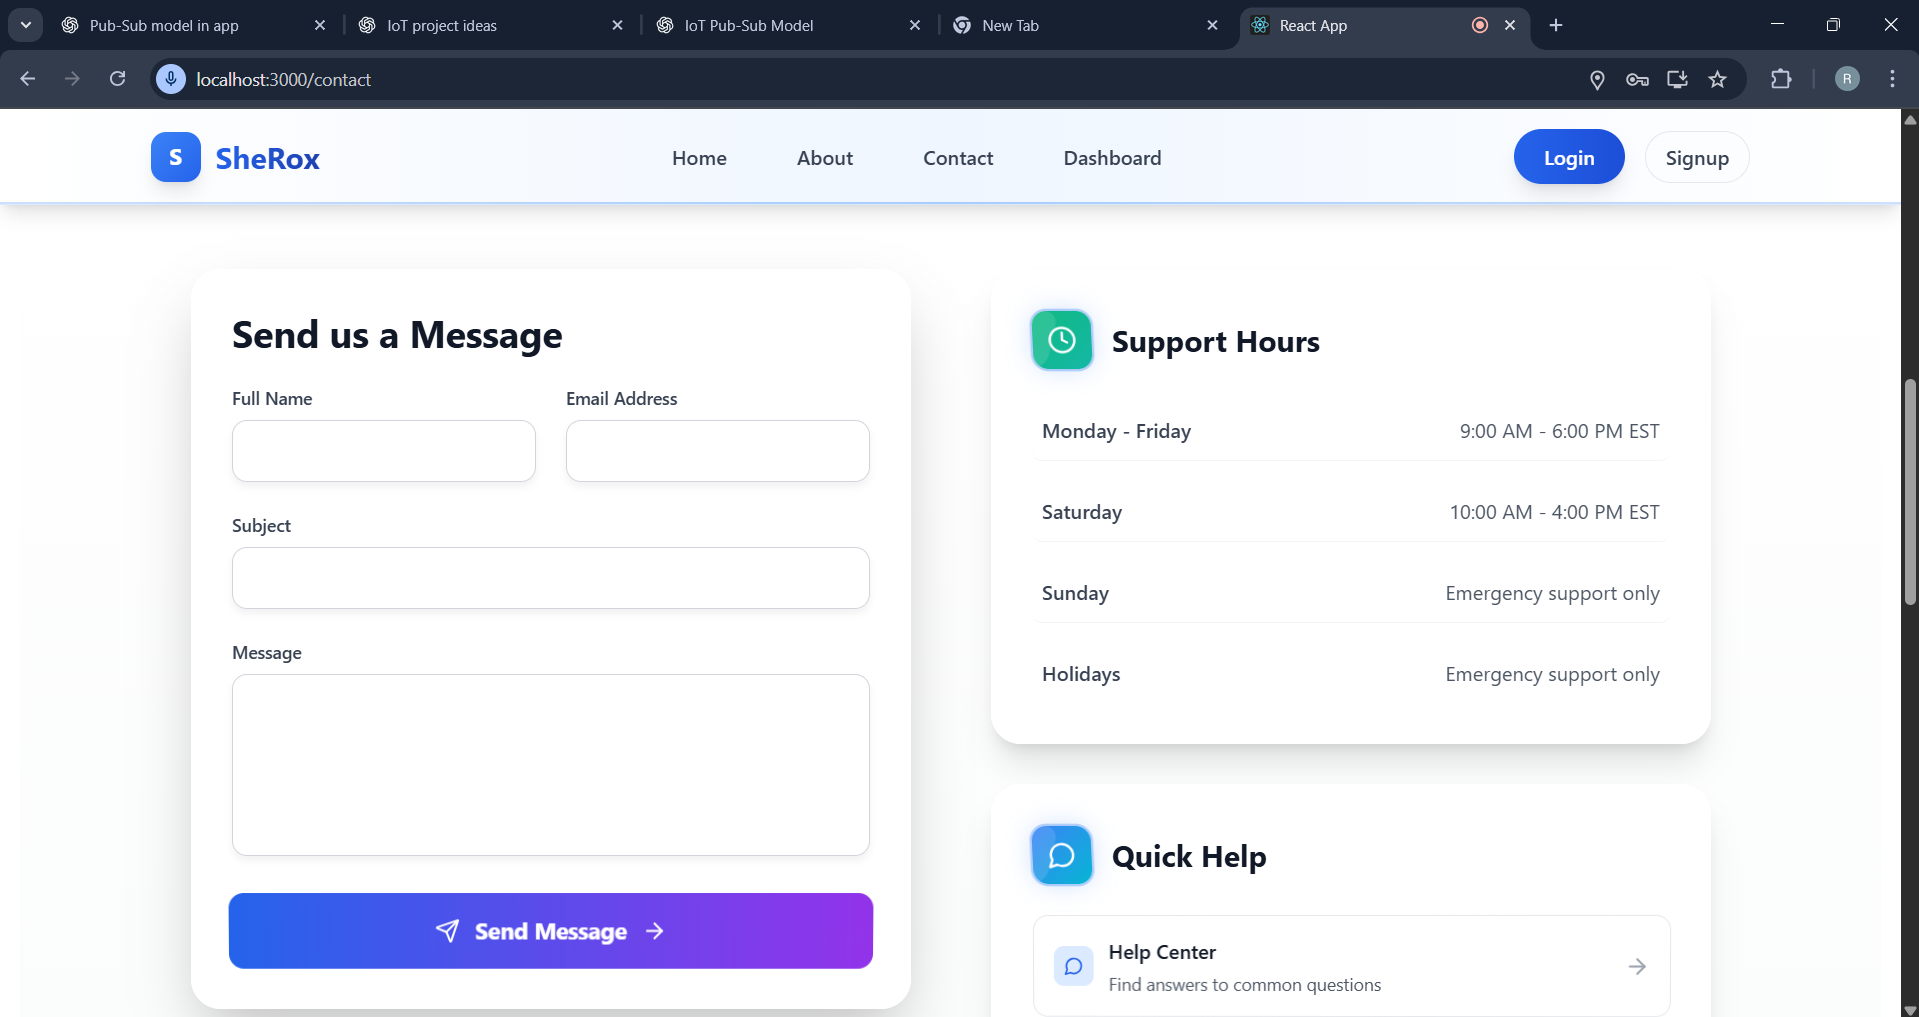 Pub-Sub model in app
IoT project ideas
IoT Pub-Sub Model
New Tab
React App
localhost:3000/contact
R
S
SheRox
Home
About
Contact
Dashboard
Login
Signup
Send us a Message
Full Name
Email Address
Subject
Message
Send Message
Support Hours
Monday - Friday
9:00 AM - 6:00 PM EST
Saturday
10:00 AM - 4:00 PM EST
Sunday
Emergency support only
Holidays
Emergency support only
Quick Help
Help Center
Find answers to common questions